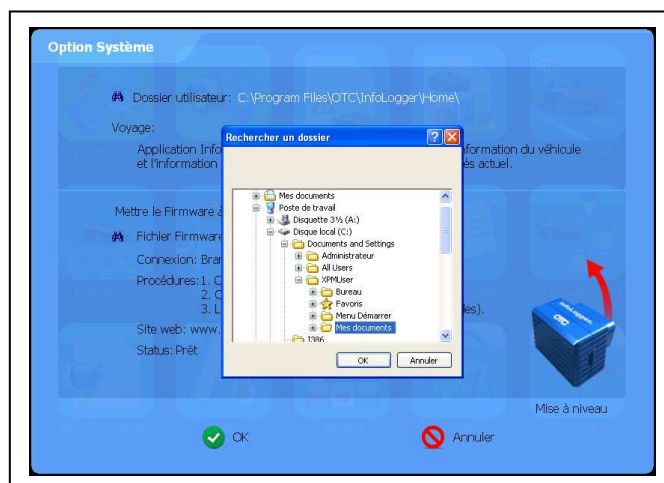 Option Système
Dossier utilisateur: C:\Program Files\OTC\InfoLogger\Home\
Voyage:
Application Info
formation du véhicule
et l'information
és actuel.
Rechercher un dossier
Mes documents
Poste de travail
Disquette 3½ (A:)
Disque local (C:)
Documents and Settings
Administrateur
All Users
XPMUser
Bureau
Favoris
Menu Démarrer
Mes documents
I386
OK Annuler
Mettre le Firmware à
Fichier Firmware
Connexion: Bran
Procédures: 1. C
2. C
3. L
es).
Site web: www.
Status: Prêt
InfoLogger
OTC
Mise à niveau
OK Annuler